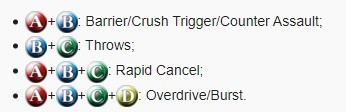 A+B: Barrier/Crush Trigger/Counter Assault;
B+C: Throws;
A+B+C: Rapid Cancel;
A+B+C+D: Overdrive/Burst.